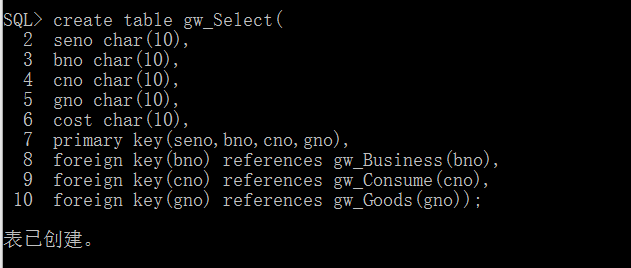 SQL> create table gw_Select(
2 seno char(10),
3 bno char(10),
4 cno char(10),
5 gno char(10),
6 cost char(10),
7 primary key(seno,bno,cno,gno),
8 foreign key(bno) references gw_Business(bno),
9 foreign key(cno) references gw_Consume(cno),
10 foreign key(gno) references gw_Goods(gno));
表已创建。